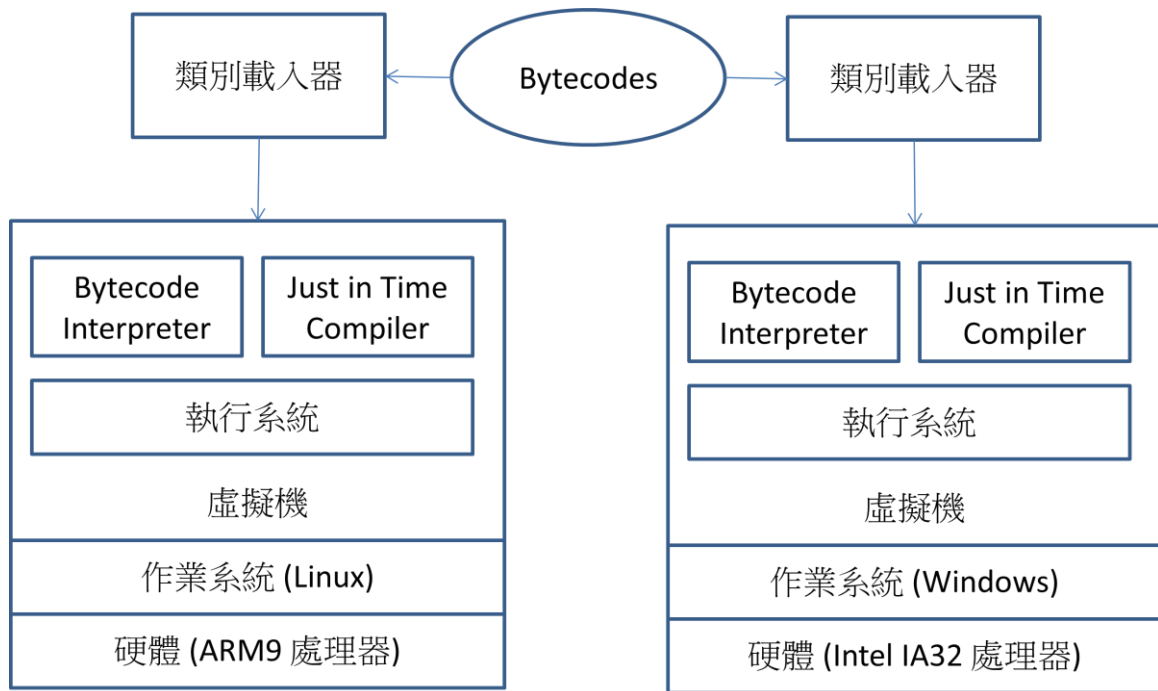 類別載入器
Bytecodes
類別載入器
Bytecode
Interpreter
Just in Time
Compiler
執行系統
虛擬機
作業系統 (Linux)
硬體 (ARM9 處理器)
Bytecode
Interpreter
Just in Time
Compiler
執行系統
虛擬機
作業系統 (Windows)
硬體 (Intel IA32 處理器)